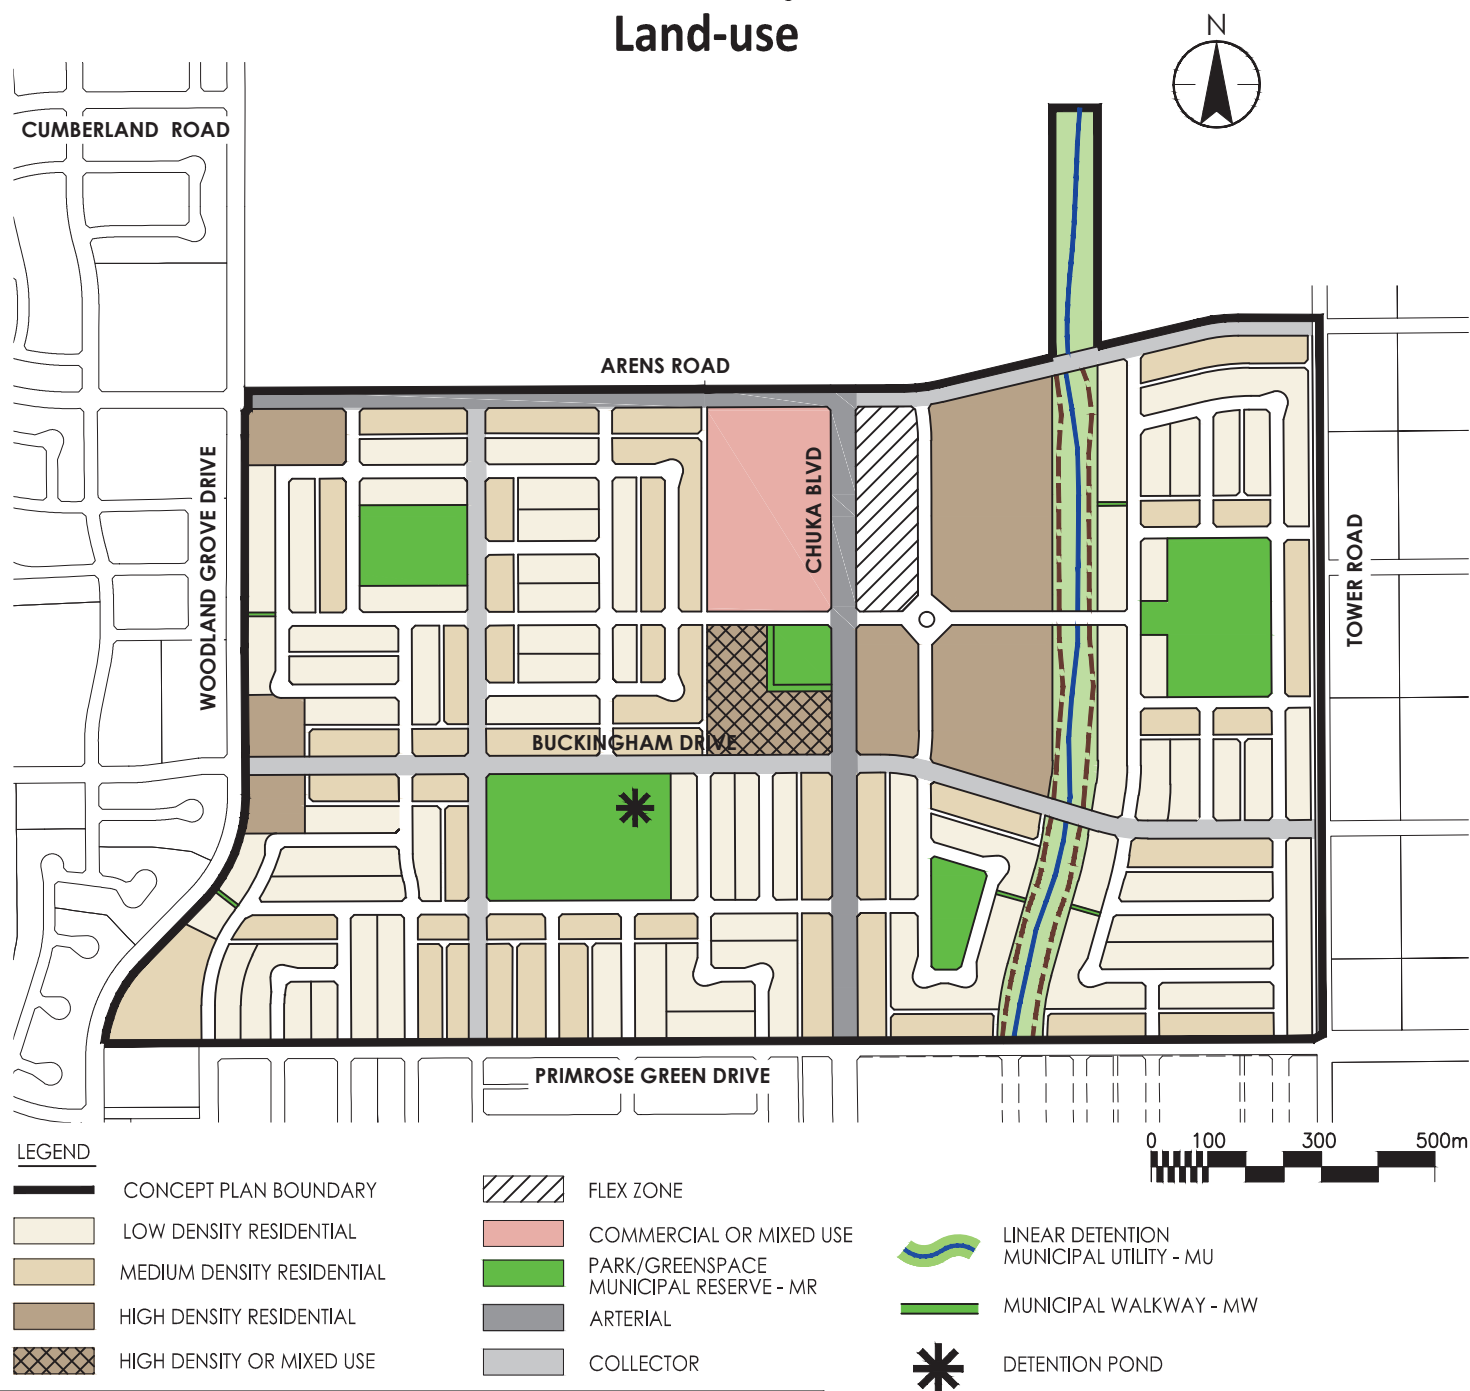 Land-use
N
CUMBERLAND ROAD
ARENS ROAD
WOODLAND GROVE DRIVE
CHUKA BLVD
TOWER ROAD
BUCKINGHAM DRIVE
PRIMROSE GREEN DRIVE
0 100 300 500m
LEGEND
CONCEPT PLAN BOUNDARY
LOW DENSITY RESIDENTIAL
MEDIUM DENSITY RESIDENTIAL
HIGH DENSITY RESIDENTIAL
HIGH DENSITY OR MIXED USE
FLEX ZONE
COMMERCIAL OR MIXED USE
PARK/GREENSPACE
MUNICIPAL RESERVE - MR
ARTERIAL
COLLECTOR
LINEAR DETENTION
MUNICIPAL UTILITY - MU
MUNICIPAL WALKWAY - MW
DETENTION POND